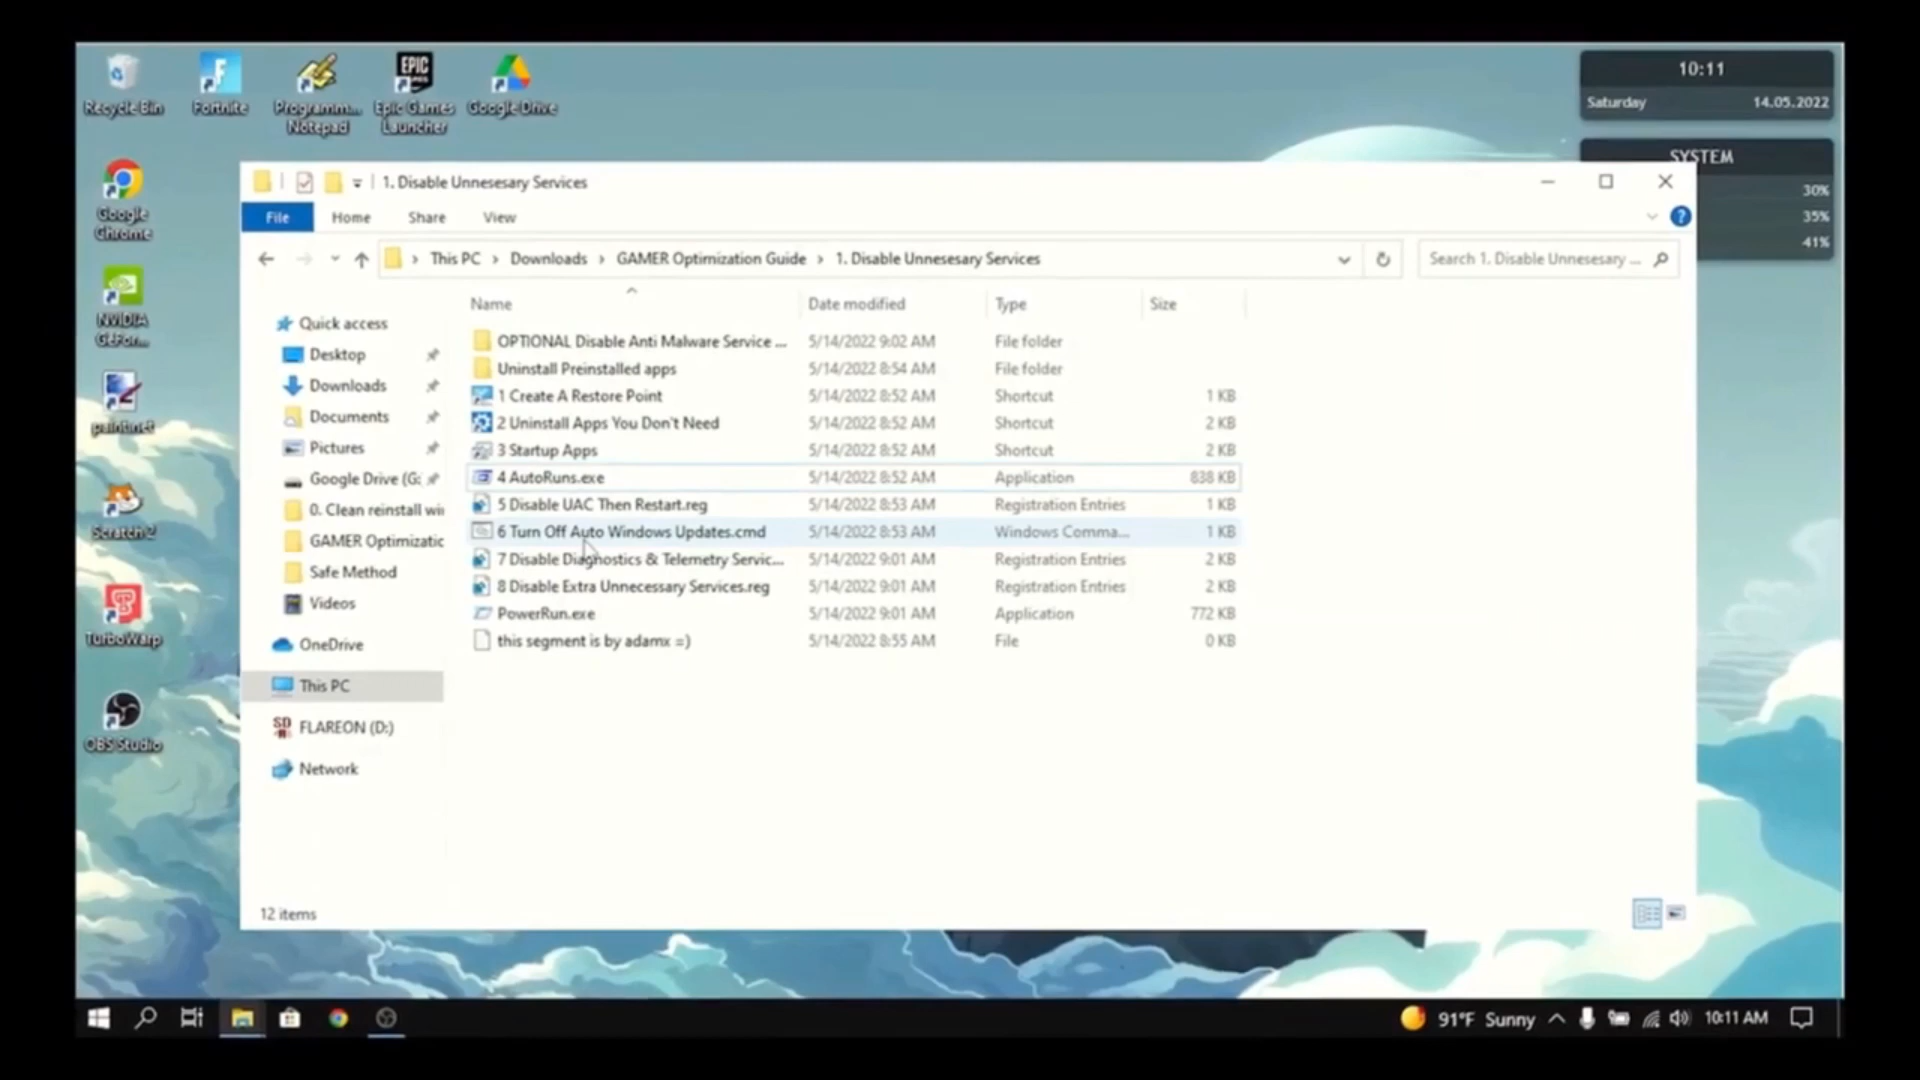 Recycle Bin
Fortnite
Programm...
Notepad
EPIC
Epic Games
Launcher
Google Drive
10:11
Saturday 14.05.2022
SYSTEM
30%
35%
41%
Google
Chrome
NVIDIA
GeFor...
paint.net
Scratch 2
TurboWarp
OBS Studio
1. Disable Unnesesary Services
File Home Share View
This PC > Downloads > GAMER Optimization Guide > 1. Disable Unnesesary Services
Search 1. Disable Unnesesary ...
Name Date modified Type Size
Quick access
Desktop
Downloads
Documents
Pictures
Google Drive (G:
0. Clean reinstall wi
GAMER Optimizatic
Safe Method
Videos
OneDrive
This PC
FLAREON (D:)
Network
OPTIONAL Disable Anti Malware Service ... 5/14/2022 9:02 AM File folder
Uninstall Preinstalled apps 5/14/2022 8:54 AM File folder
1 Create A Restore Point 5/14/2022 8:52 AM Shortcut 1 KB
2 Uninstall Apps You Don't Need 5/14/2022 8:52 AM Shortcut 2 KB
3 Startup Apps 5/14/2022 8:52 AM Shortcut 2 KB
4 AutoRuns.exe 5/14/2022 8:52 AM Application 838 KB
5 Disable UAC Then Restart.reg 5/14/2022 8:53 AM Registration Entries 1 KB
6 Turn Off Auto Windows Updates.cmd 5/14/2022 8:53 AM Windows Comma... 1 KB
7 Disable Diagnostics & Telemetry Servic... 5/14/2022 9:01 AM Registration Entries 2 KB
8 Disable Extra Unnecessary Services.reg 5/14/2022 9:01 AM Registration Entries 2 KB
PowerRun.exe 5/14/2022 9:01 AM Application 772 KB
this segment is by adamx =) 5/14/2022 8:55 AM File 0 KB
12 items
91°F Sunny 10:11 AM